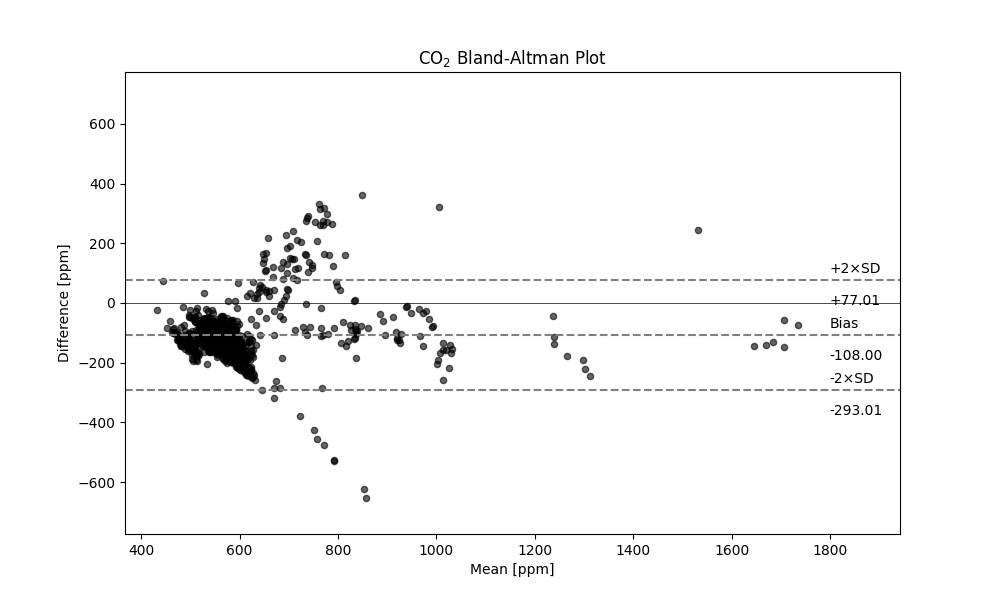 CO₂ Bland-Altman Plot
Difference [ppm]
600
400
200
0
−200
−400
−600
+2×SD
+77.01
Bias
-108.00
-2×SD
-293.01
400 600 800 1000 1200 1400 1600 1800
Mean [ppm]